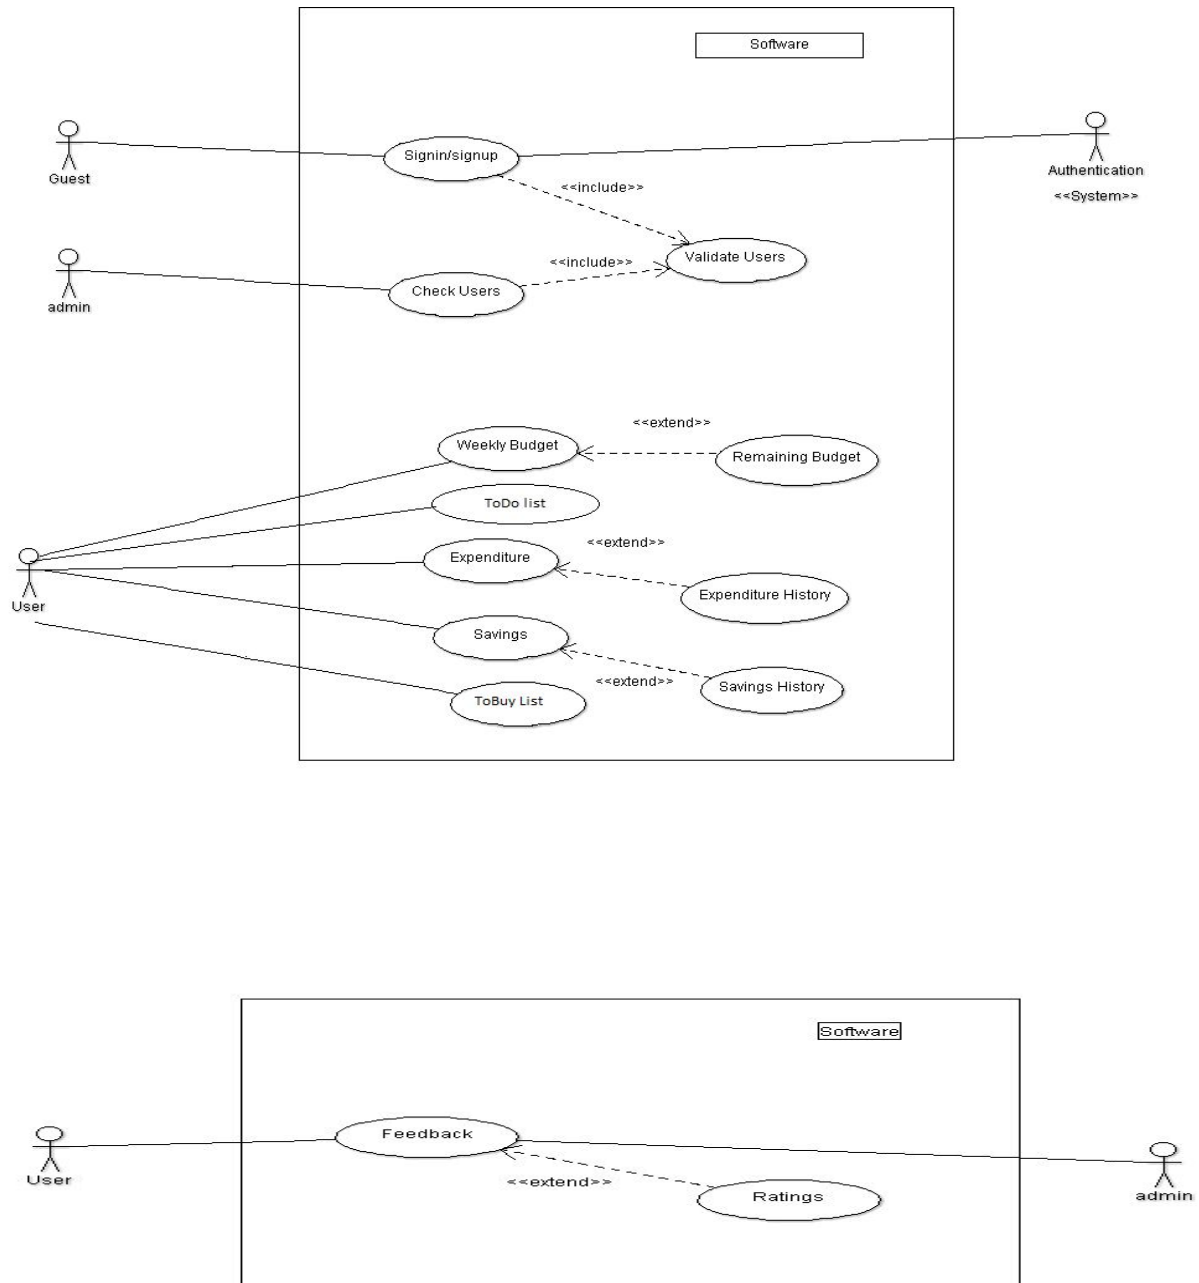 Software
Signin/signup
Guest
Authentication
<<System>>
<<include>>
Validate Users
<<include>>
Check Users
admin
Weekly Budget
<<extend>>
Remaining Budget
ToDo list
Expenditure
<<extend>>
Expenditure History
User
Savings
<<extend>>
Savings History
ToBuy List
Software
Feedback
User
<<extend>>
Ratings
admin